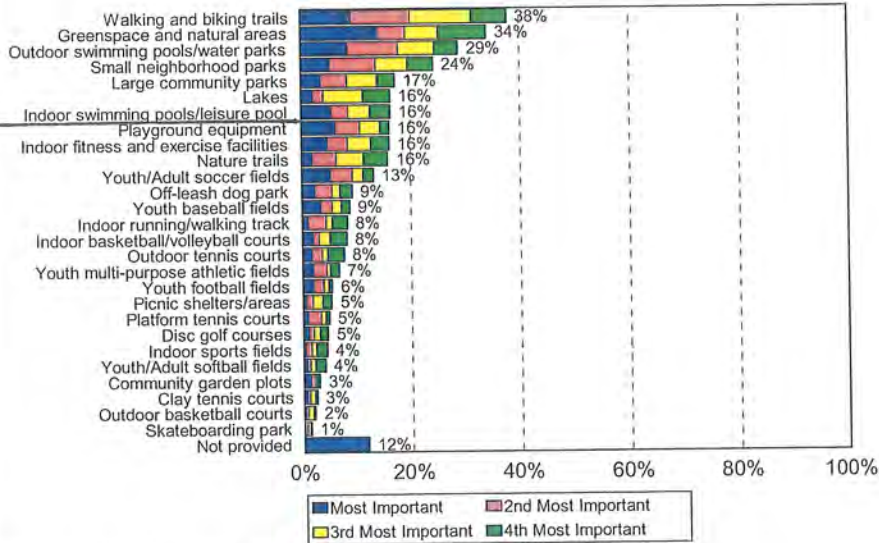 Walking and biking trails 38%
Greenspace and natural areas 34%
Outdoor swimming pools/water parks 29%
Small neighborhood parks 24%
Large community parks 17%
Lakes 16%
Indoor swimming pools/leisure pool 16%
Playground equipment 16%
Indoor fitness and exercise facilities 16%
Nature trails 16%
Youth/Adult soccer fields 13%
Off-leash dog park 9%
Youth baseball fields 9%
Indoor running/walking track 8%
Indoor basketball/volleyball courts 8%
Outdoor tennis courts 8%
Youth multi-purpose athletic fields 7%
Youth football fields 6%
Picnic shelters/areas 5%
Platform tennis courts 5%
Disc golf courses 5%
Indoor sports fields 4%
Youth/Adult softball fields 4%
Community garden plots 3%
Clay tennis courts 3%
Outdoor basketball courts 2%
Skateboarding park 1%
Not provided 12%
0% 20% 40% 60% 80% 100%
Most Important 2nd Most Important
3rd Most Important 4th Most Important